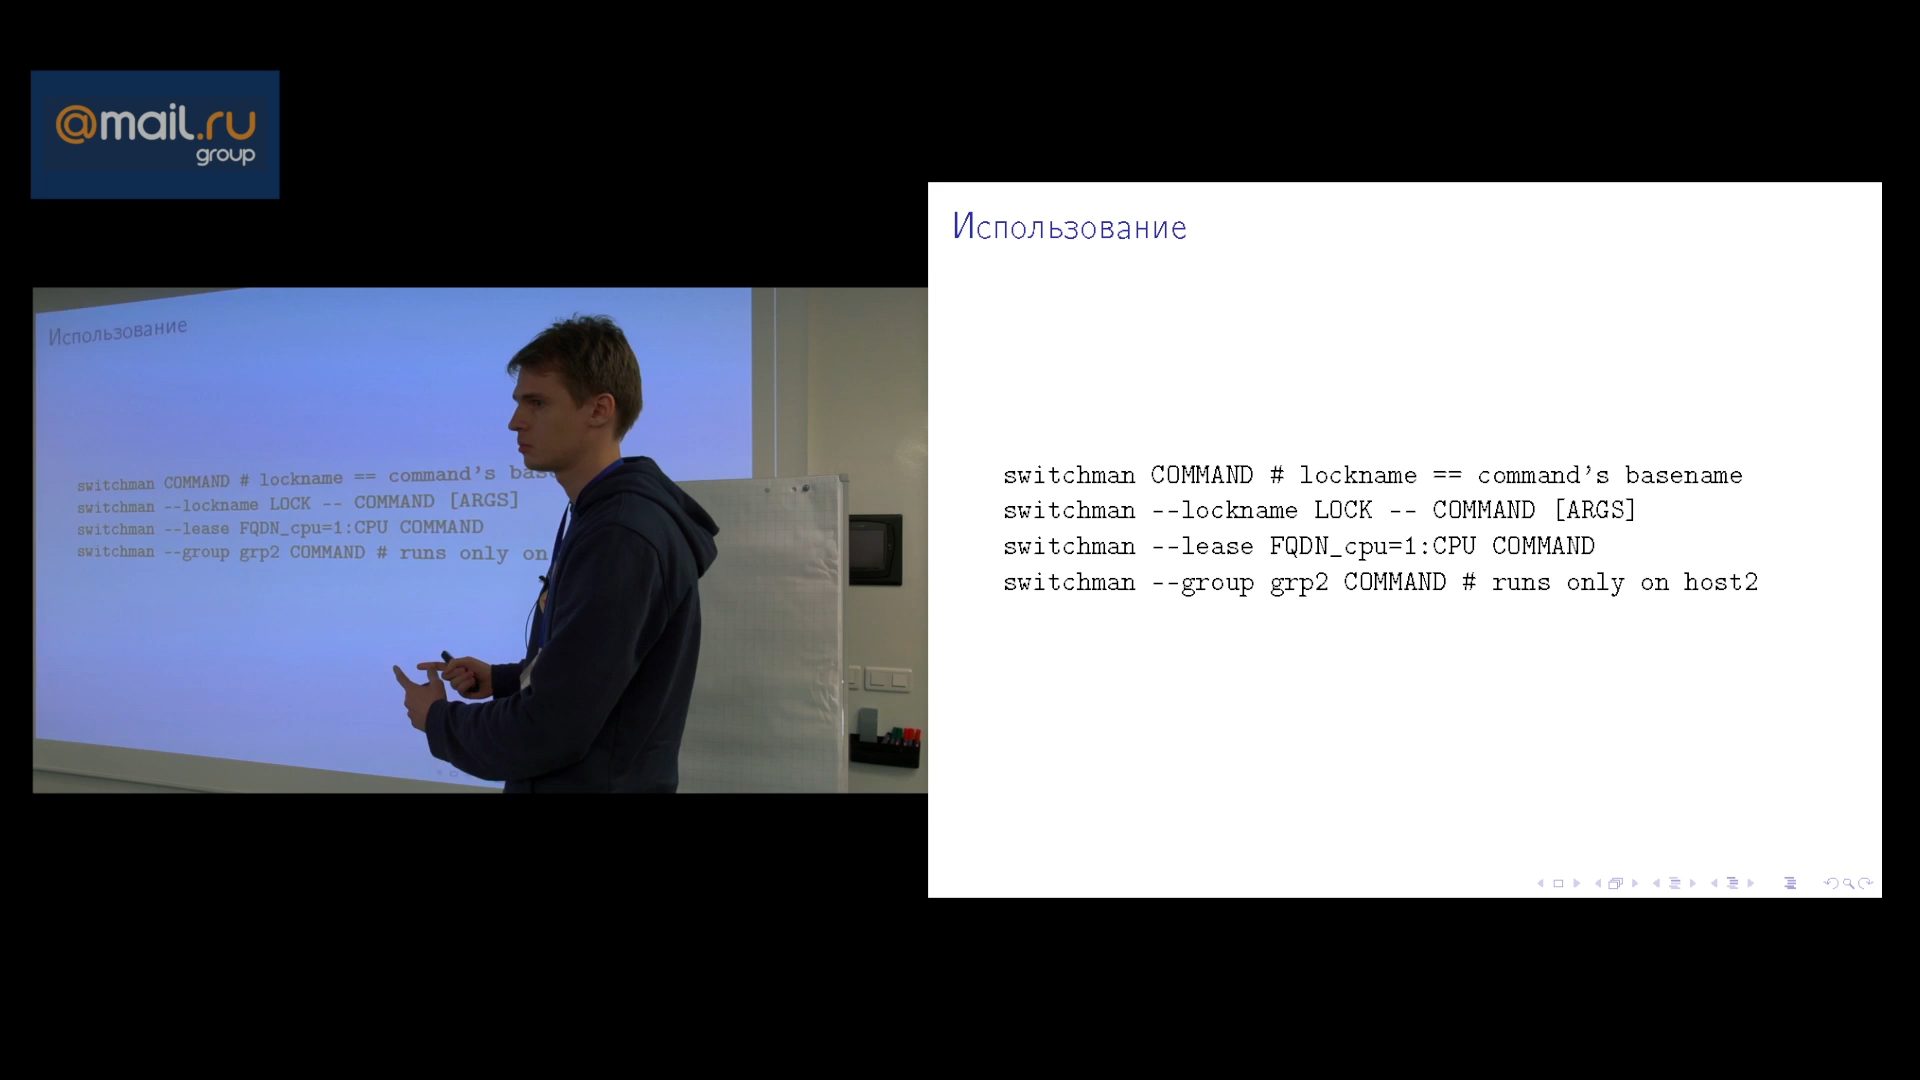 @mail.ru
group
Использование
switchman COMMAND # lockname == command's bas
switchman --lockname LOCK -- COMMAND [ARGS]
switchman --lease FQDN_cpu=1:CPU COMMAND
switchman --group grp2 COMMAND # runs only on
Использование
switchman COMMAND # lockname == command's basename
switchman --lockname LOCK -- COMMAND [ARGS]
switchman --lease FQDN_cpu=1:CPU COMMAND
switchman --group grp2 COMMAND # runs only on host2